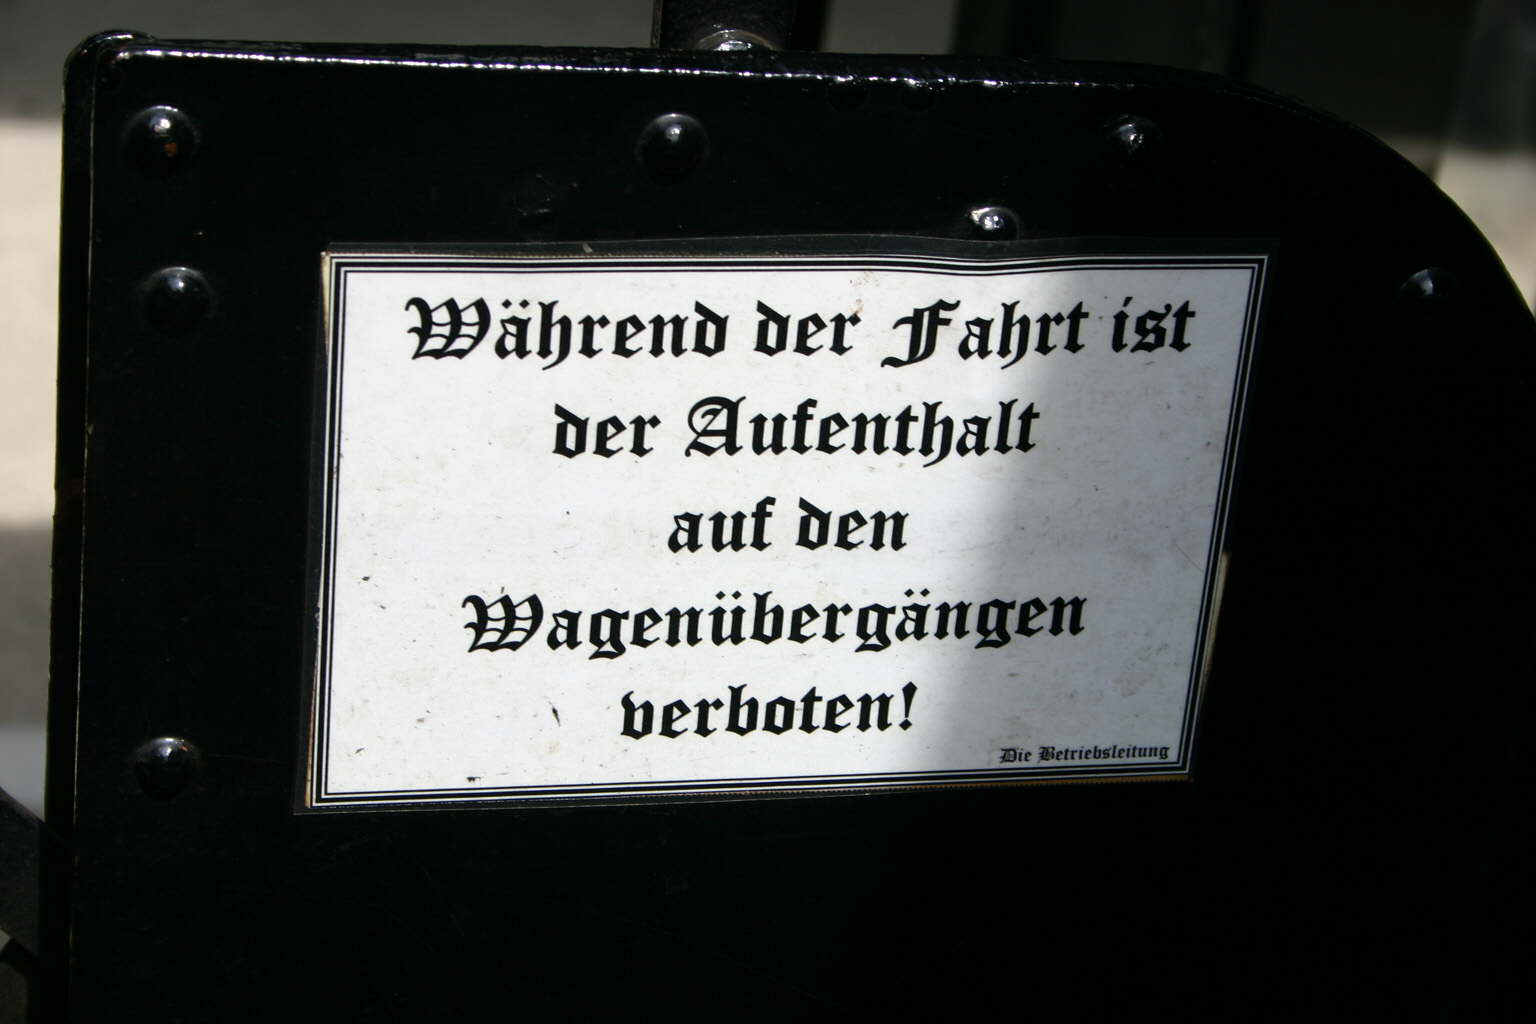 Während der Fahrt ist
der Aufenthalt
auf den
Wagenübergängen
verboten!
Die Betriebsleitung